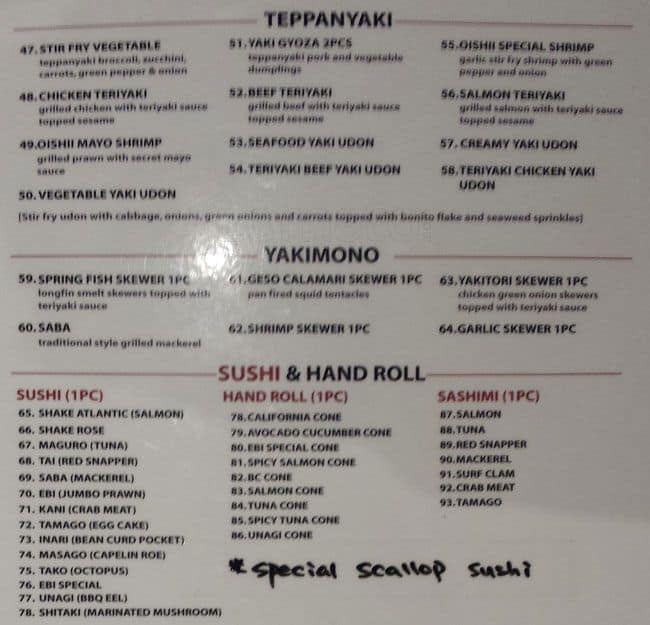 TEPPANYAKI
47. STIR FRY VEGETABLE
teppanyaki broccoli, zucchini,
carrots, green pepper & onion
48. CHICKEN TERIYAKI
grilled chicken with teriyaki sauce
topped sesame
49. OISHII MAYO SHRIMP
grilled prawn with secret mayo
sauce
50. VEGETABLE YAKI UDON
51. YAKI GYOZA 2PCS
teppanyaki pork and vegetable
dumplings
52. BEEF TERIYAKI
grilled beef with teriyaki sauce
topped sesame
53. SEAFOOD YAKI UDON
54. TERIYAKI BEEF YAKI UDON
55. OISHII SPECIAL SHRIMP
garlic stir fry shrimp with green
pepper and onion
56. SALMON TERIYAKI
grilled salmon with teriyaki sauce
topped sesame
57. CREAMY YAKI UDON
58. TERIYAKI CHICKEN YAKI
UDON
(Stir fry udon with cabbage, onions, green onions and carrots topped with bonito flake and seaweed sprinkles)
YAKIMONO
59. SPRING FISH SKEWER 1PC
longfin smelt skewers topped with
teriyaki sauce
60. SABA
traditional style grilled mackerel
61. GESO CALAMARI SKEWER 1PC
pan fired squid tentacles
62. SHRIMP SKEWER 1PC
63. YAKITORI SKEWER 1PC
chicken green onion skewers
topped with teriyaki sauce
64. GARLIC SKEWER 1PC
SUSHI & HAND ROLL
SUSHI (1PC)
65. SHAKE ATLANTIC (SALMON)
66. SHAKE ROSE
67. MAGURO (TUNA)
68. TAI (RED SNAPPER)
69. SABA (MACKEREL)
70. EBI (JUMBO PRAWN)
71. KANI (CRAB MEAT)
72. TAMAGO (EGG CAKE)
73. INARI (BEAN CURD POCKET)
74. MASAGO (CAPELIN ROE)
75. TAKO (OCTOPUS)
76. EBI SPECIAL
77. UNAGI (BBQ EEL)
78. SHITAKI (MARINATED MUSHROOM)
HAND ROLL (1PC)
78. CALIFORNIA CONE
79. AVOCADO CUCUMBER CONE
80. EBI SPECIAL CONE
81. SPICY SALMON CONE
82. BC CONE
83. SALMON CONE
84. TUNA CONE
85. SPICY TUNA CONE
86. UNAGI CONE
SASHIMI (1PC)
87. SALMON
88. TUNA
89. RED SNAPPER
90. MACKEREL
91. SURF CLAM
92. CRAB MEAT
93. TAMAGO
* special scallop sushi